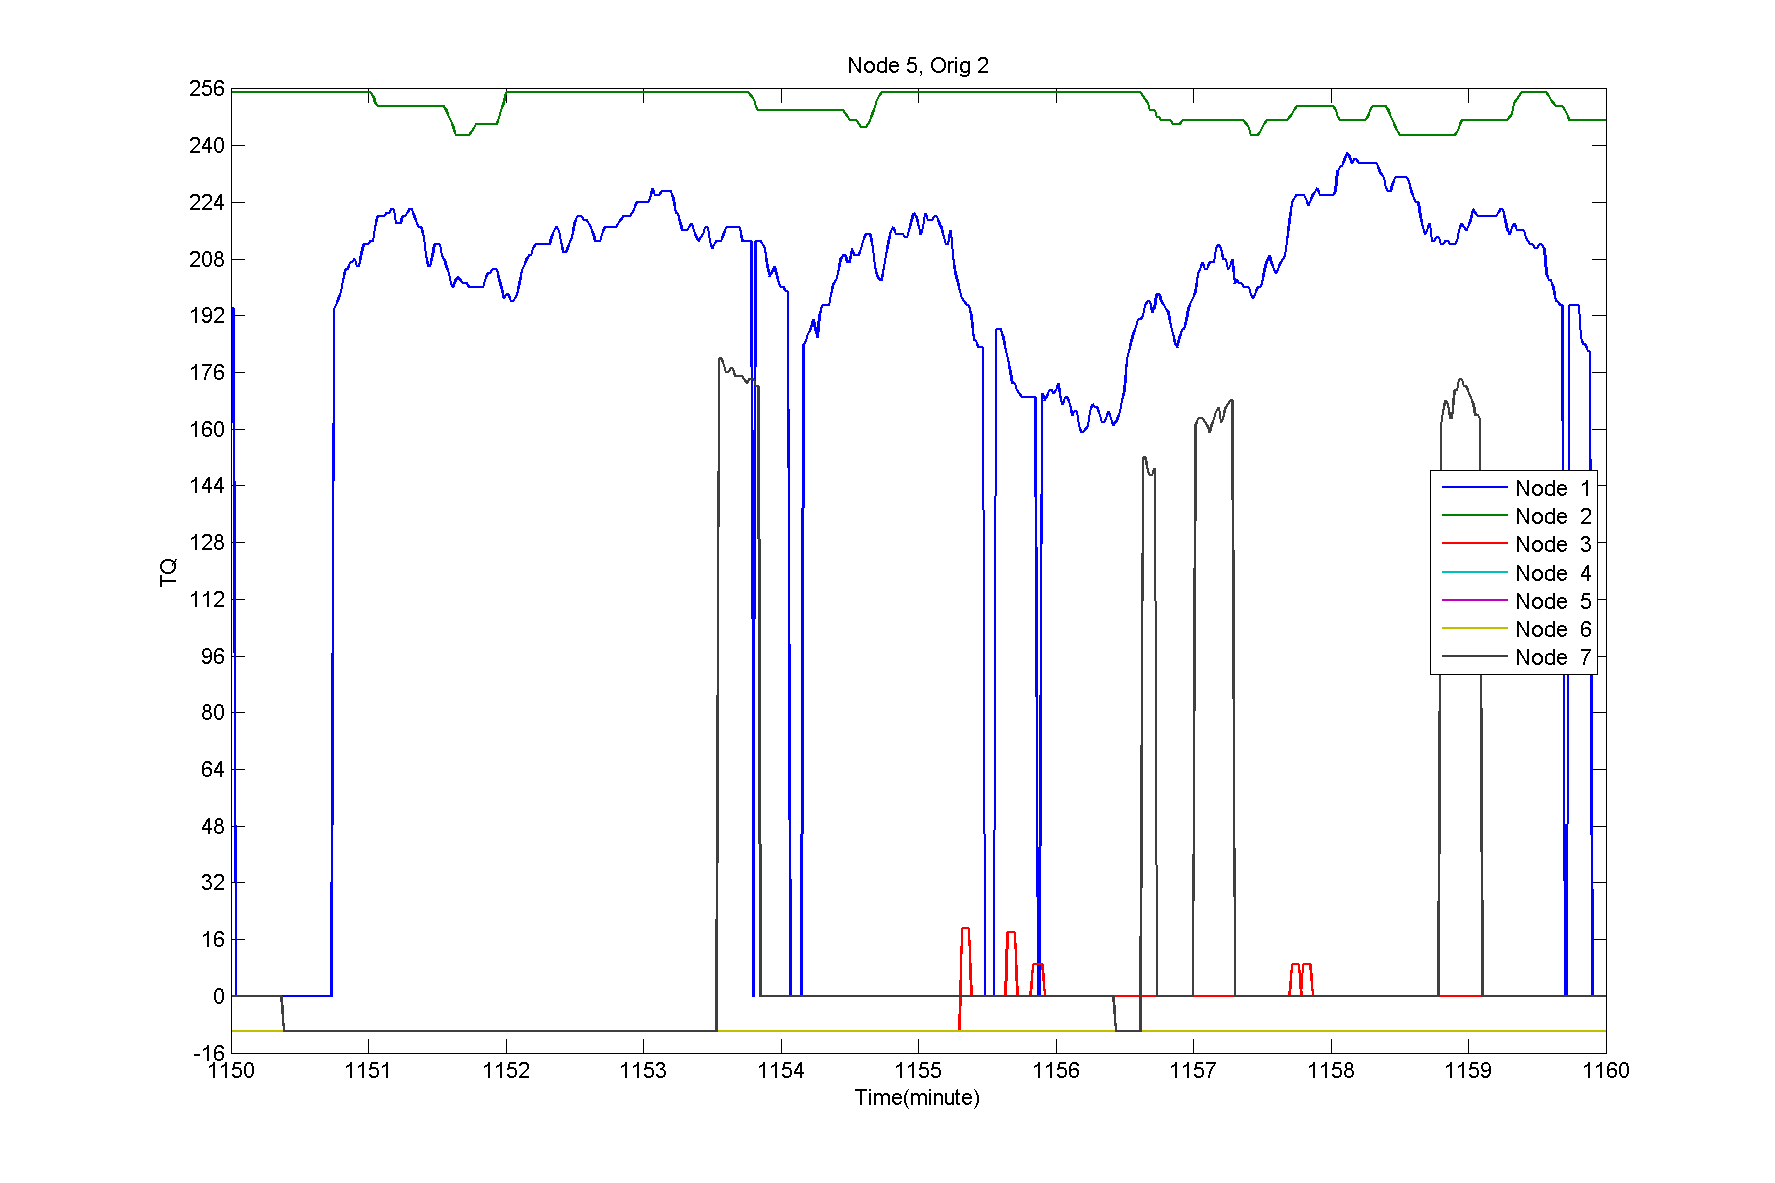 Node 5, Orig 2
256
240
224
208
192
176
160
144
128
112
96
80
64
48
32
16
0
-16
TQ
1150 1151 1152 1153 1154 1155 1156 1157 1158 1159 1160
Time(minute)
Node 1
Node 2
Node 3
Node 4
Node 5
Node 6
Node 7